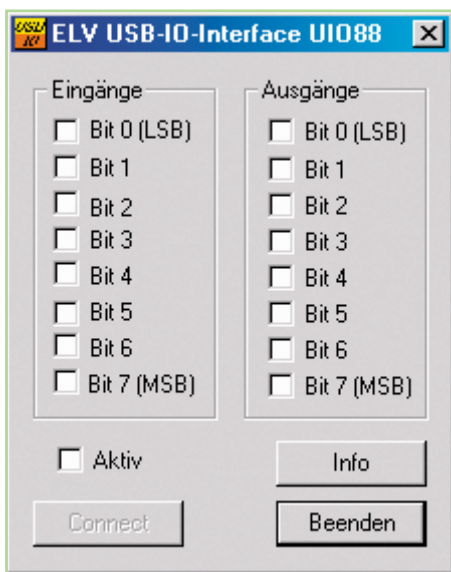 USB IO ELV USB-IO-Interface UIO88
Eingänge
Bit 0 (LSB)
Bit 1
Bit 2
Bit 3
Bit 4
Bit 5
Bit 6
Bit 7 (MSB)
Ausgänge
Bit 0 (LSB)
Bit 1
Bit 2
Bit 3
Bit 4
Bit 5
Bit 6
Bit 7 (MSB)
Aktiv
Info
Connect
Beenden